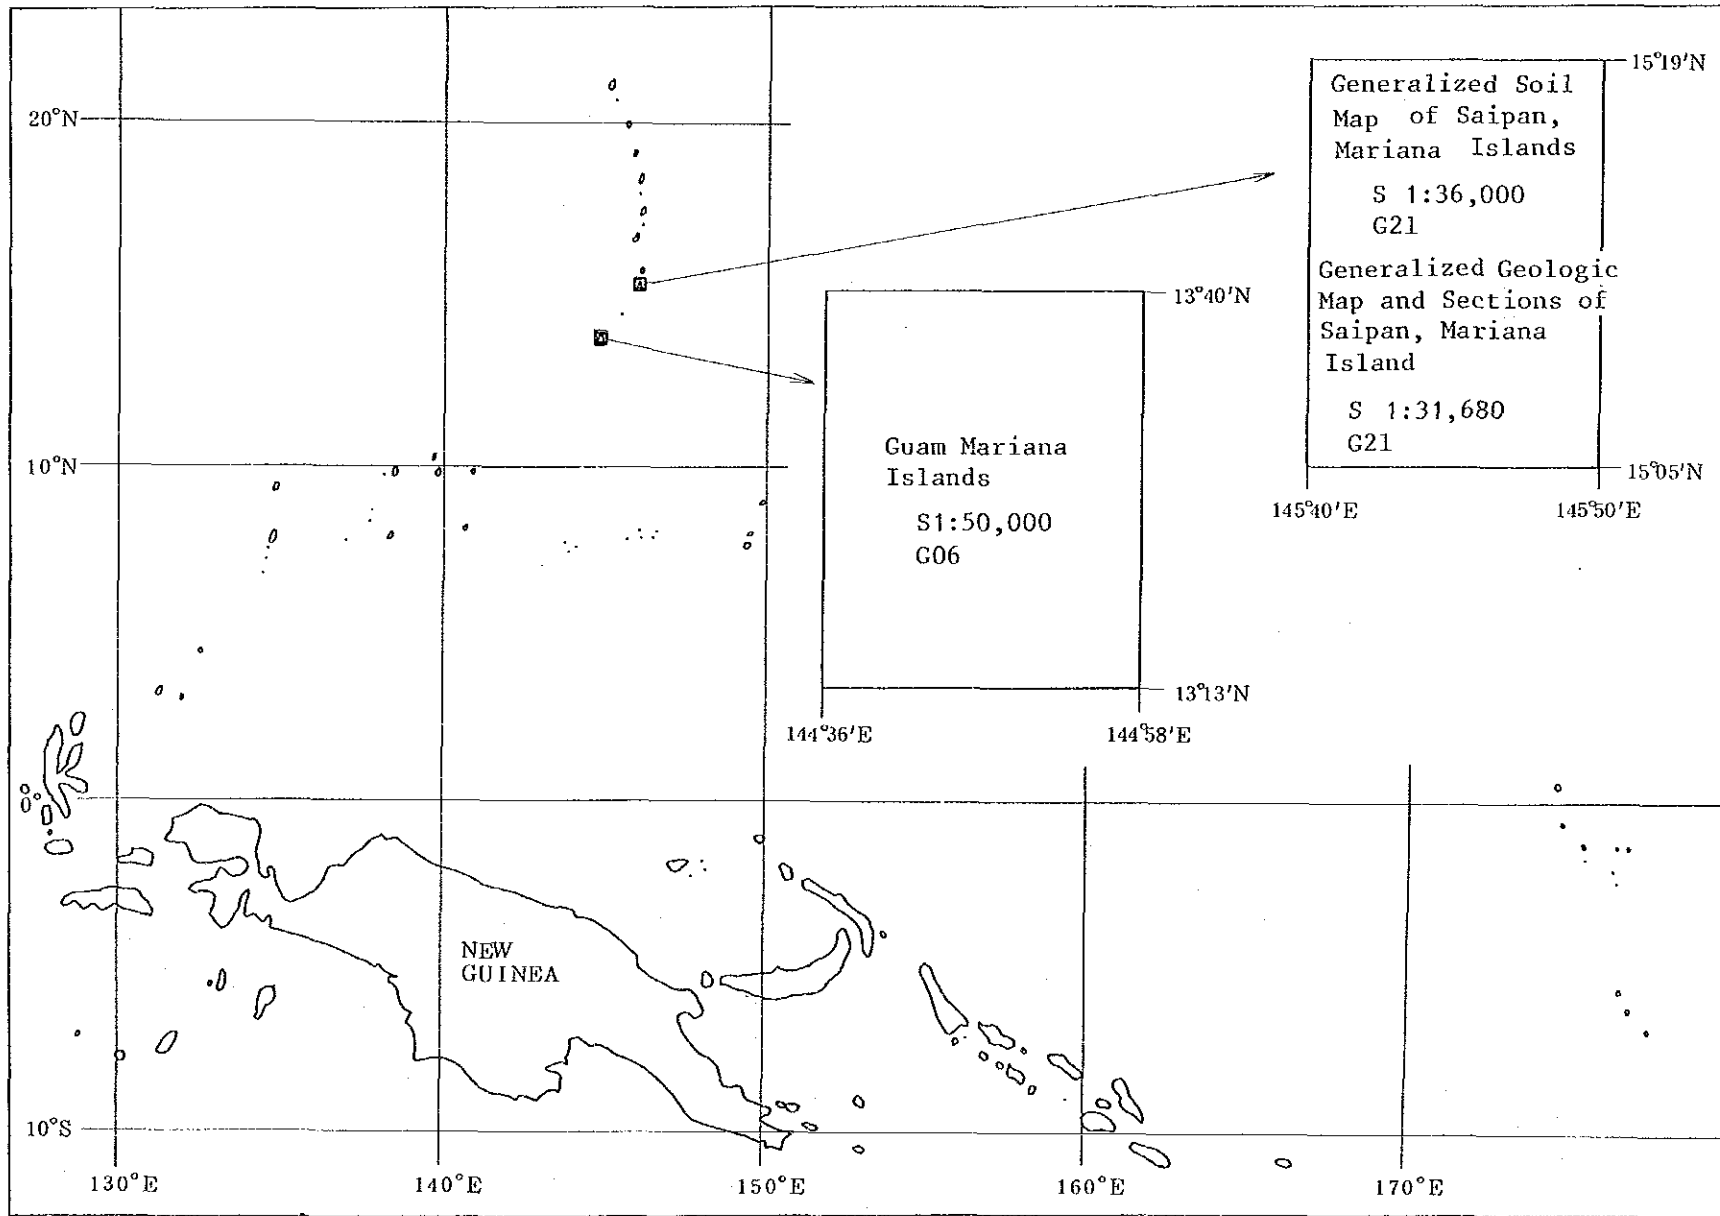 20°N
10°N
0°
10°S
130°E
140°E
150°E
160°E
170°E
NEW
GUINEA
Guam Mariana
Islands
S1:50,000
G06
13°40'N
13°13'N
144°36'E
144°58'E
Generalized Soil
Map of Saipan,
Mariana Islands
S 1:36,000
G21
Generalized Geologic
Map and Sections of
Saipan, Mariana
Island
S 1:31,680
G21
15°19'N
15°05'N
145°40'E
145°50'E